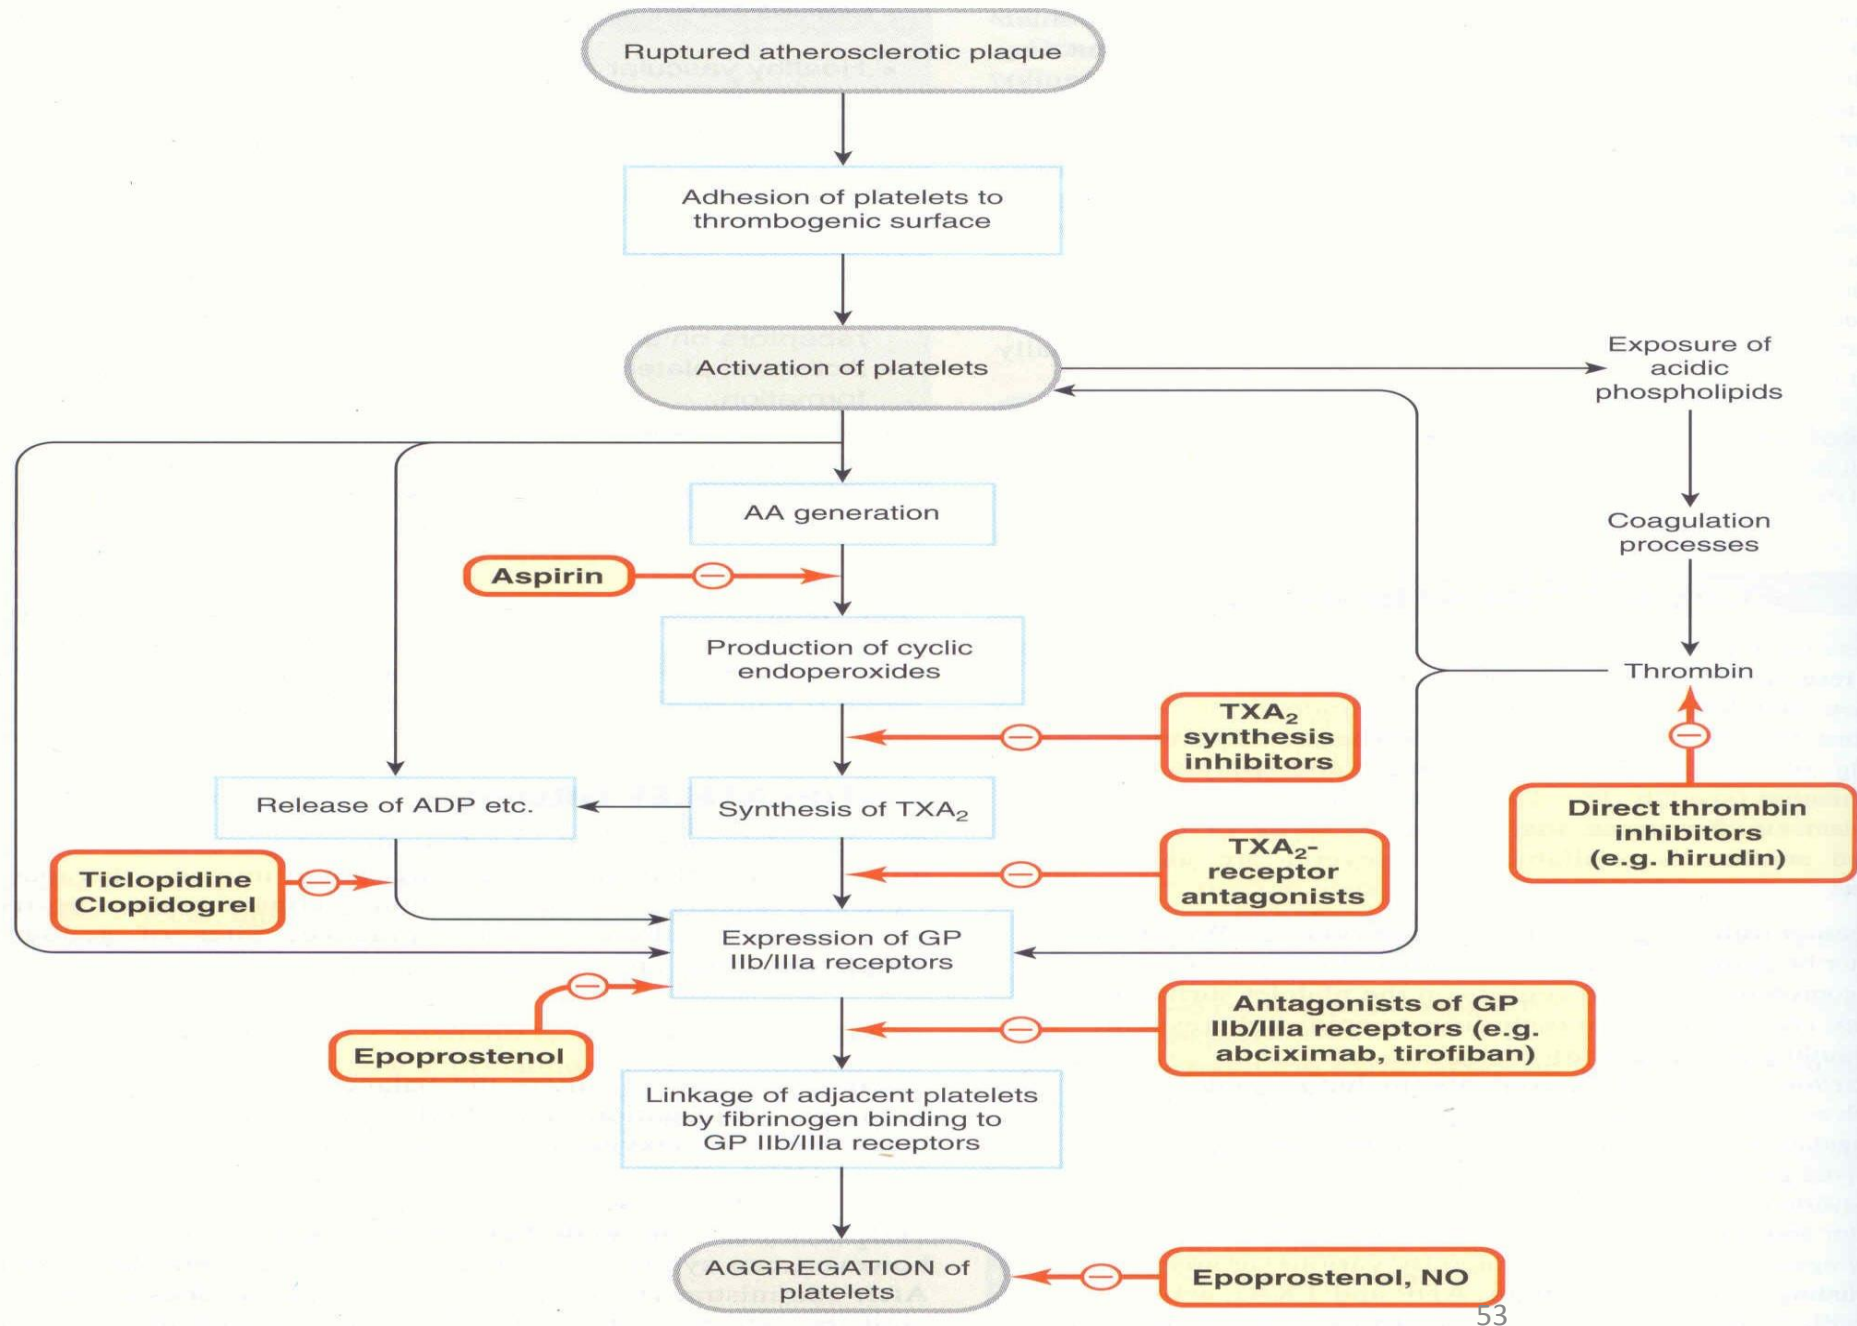 Ruptured atherosclerotic plaque
Adhesion of platelets to
thrombogenic surface
Activation of platelets
Exposure of
acidic
phospholipids
AA generation
Coagulation
processes
Aspirin
Production of cyclic
endoperoxides
Thrombin
TXA₂
synthesis
inhibitors
Release of ADP etc.
Synthesis of TXA₂
Direct thrombin
inhibitors
(e.g. hirudin)
Ticlopidine
Clopidogrel
TXA₂-
receptor
antagonists
Expression of GP
IIb/IIIa receptors
Epoprostenol
Antagonists of GP
IIb/IIIa receptors (e.g.
abciximab, tirofiban)
Linkage of adjacent platelets
by fibrinogen binding to
GP IIb/IIIa receptors
AGGREGATION of
platelets
Epoprostenol, NO
53